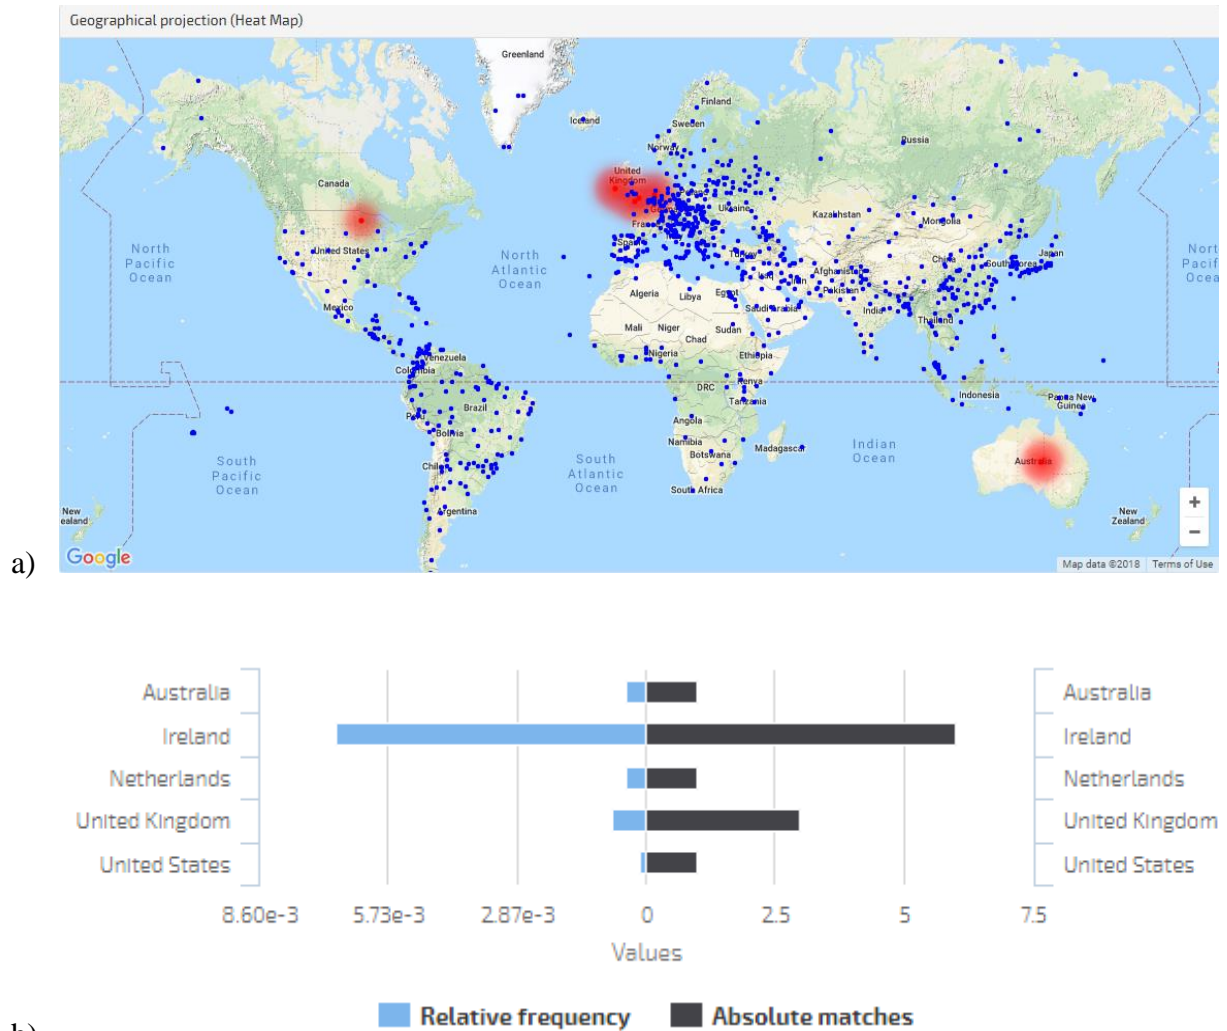 Geographical projection (Heat Map)
Greenland
Iceland
Finland
Sweden
Norway
Russia
United
Kingdom
Canada
Ukraine
Kazakhstan
Mongolia
North
Pacific
Ocean
United States
North
Atlantic
Ocean
Spain
Turkey
China
South Korea
Japan
Afghanistan
Iraq
Iran
Pakistan
Algeria
Libya
Egypt
Saudi Arabia
India
Mexico
Mali
Niger
Chad
Sudan
Thailand
Nigeria
Ethiopia
Venezuela
Colombia
DRC
Kenya
Tanzania
Indonesia
Papua New
Guinea
Brazil
Peru
Bolivia
Angola
Namibia
Botswana
Madagascar
Indian
Ocean
Chile
South
Pacific
Ocean
South
Atlantic
Ocean
Australia
South Africa
Argentina
New
ealand
New
Zealand
+
−
Google
Map data ©2018 Terms of Use
a)
Australia Australia
Ireland Ireland
Netherlands Netherlands
United Kingdom United Kingdom
United States United States
8.60e-3 5.73e-3 2.87e-3 0 2.5 5 7.5
Values
Relative frequency Absolute matches